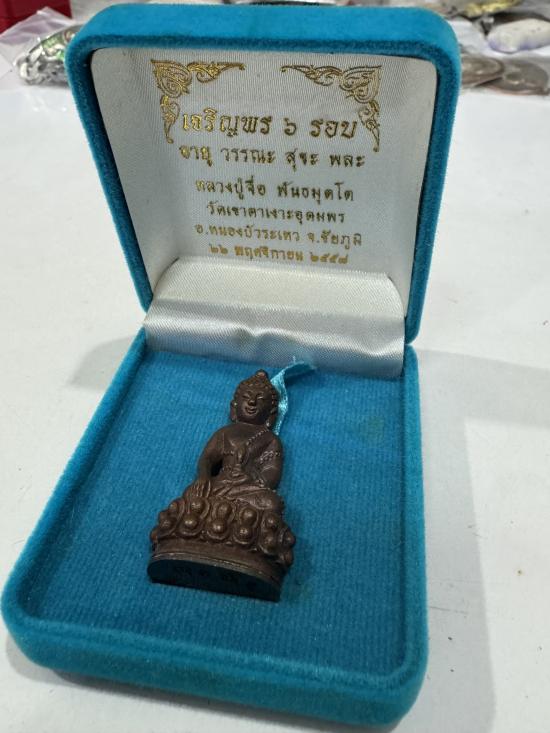 เจริญพร ๖ รอบ
อายุ วรรณะ สุขะ พละ
หลวงปู่จื่อ พันธมุตโต
วัดเขาตาเงาะอุดมพร
อ.หนองบัวระเหว จ.ชัยภูมิ
๒๒ พฤศจิกายน ๒๕๕๘